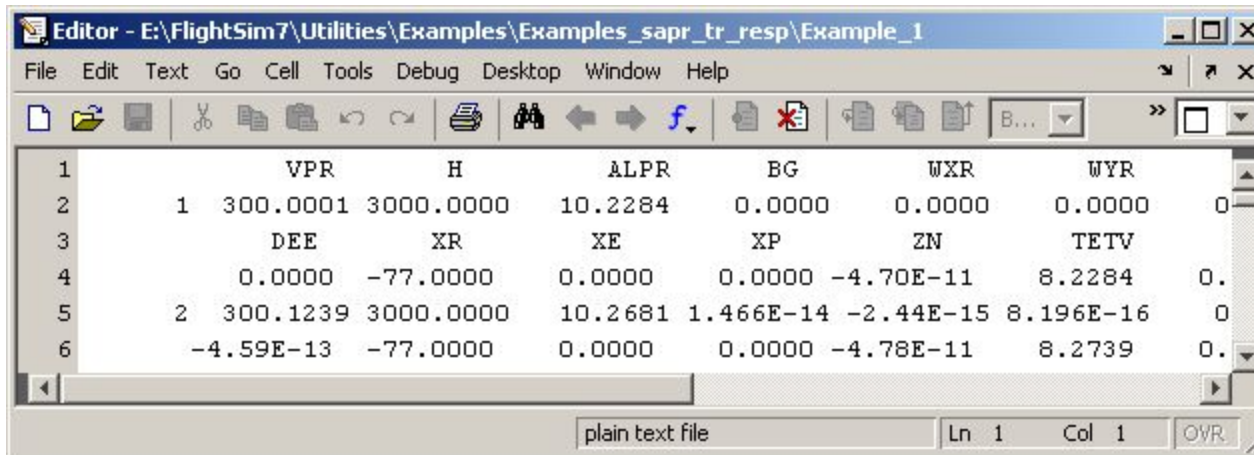 Editor - E:\FlightSim7\Utilities\Examples\Examples_sapr_tr_resp\Example_1
File Edit Text Go Cell Tools Debug Desktop Window Help
B...
1 VPR H ALPR BG WXR WYR
2 1 300.0001 3000.0000 10.2284 0.0000 0.0000 0.0000 0
3 DEE XR XE XP ZN TETV
4 0.0000 -77.0000 0.0000 0.0000 -4.70E-11 8.2284 0.
5 2 300.1239 3000.0000 10.2681 1.466E-14 -2.44E-15 8.196E-16 0
6 -4.59E-13 -77.0000 0.0000 0.0000 -4.78E-11 8.2739 0.
plain text file Ln 1 Col 1 OVR